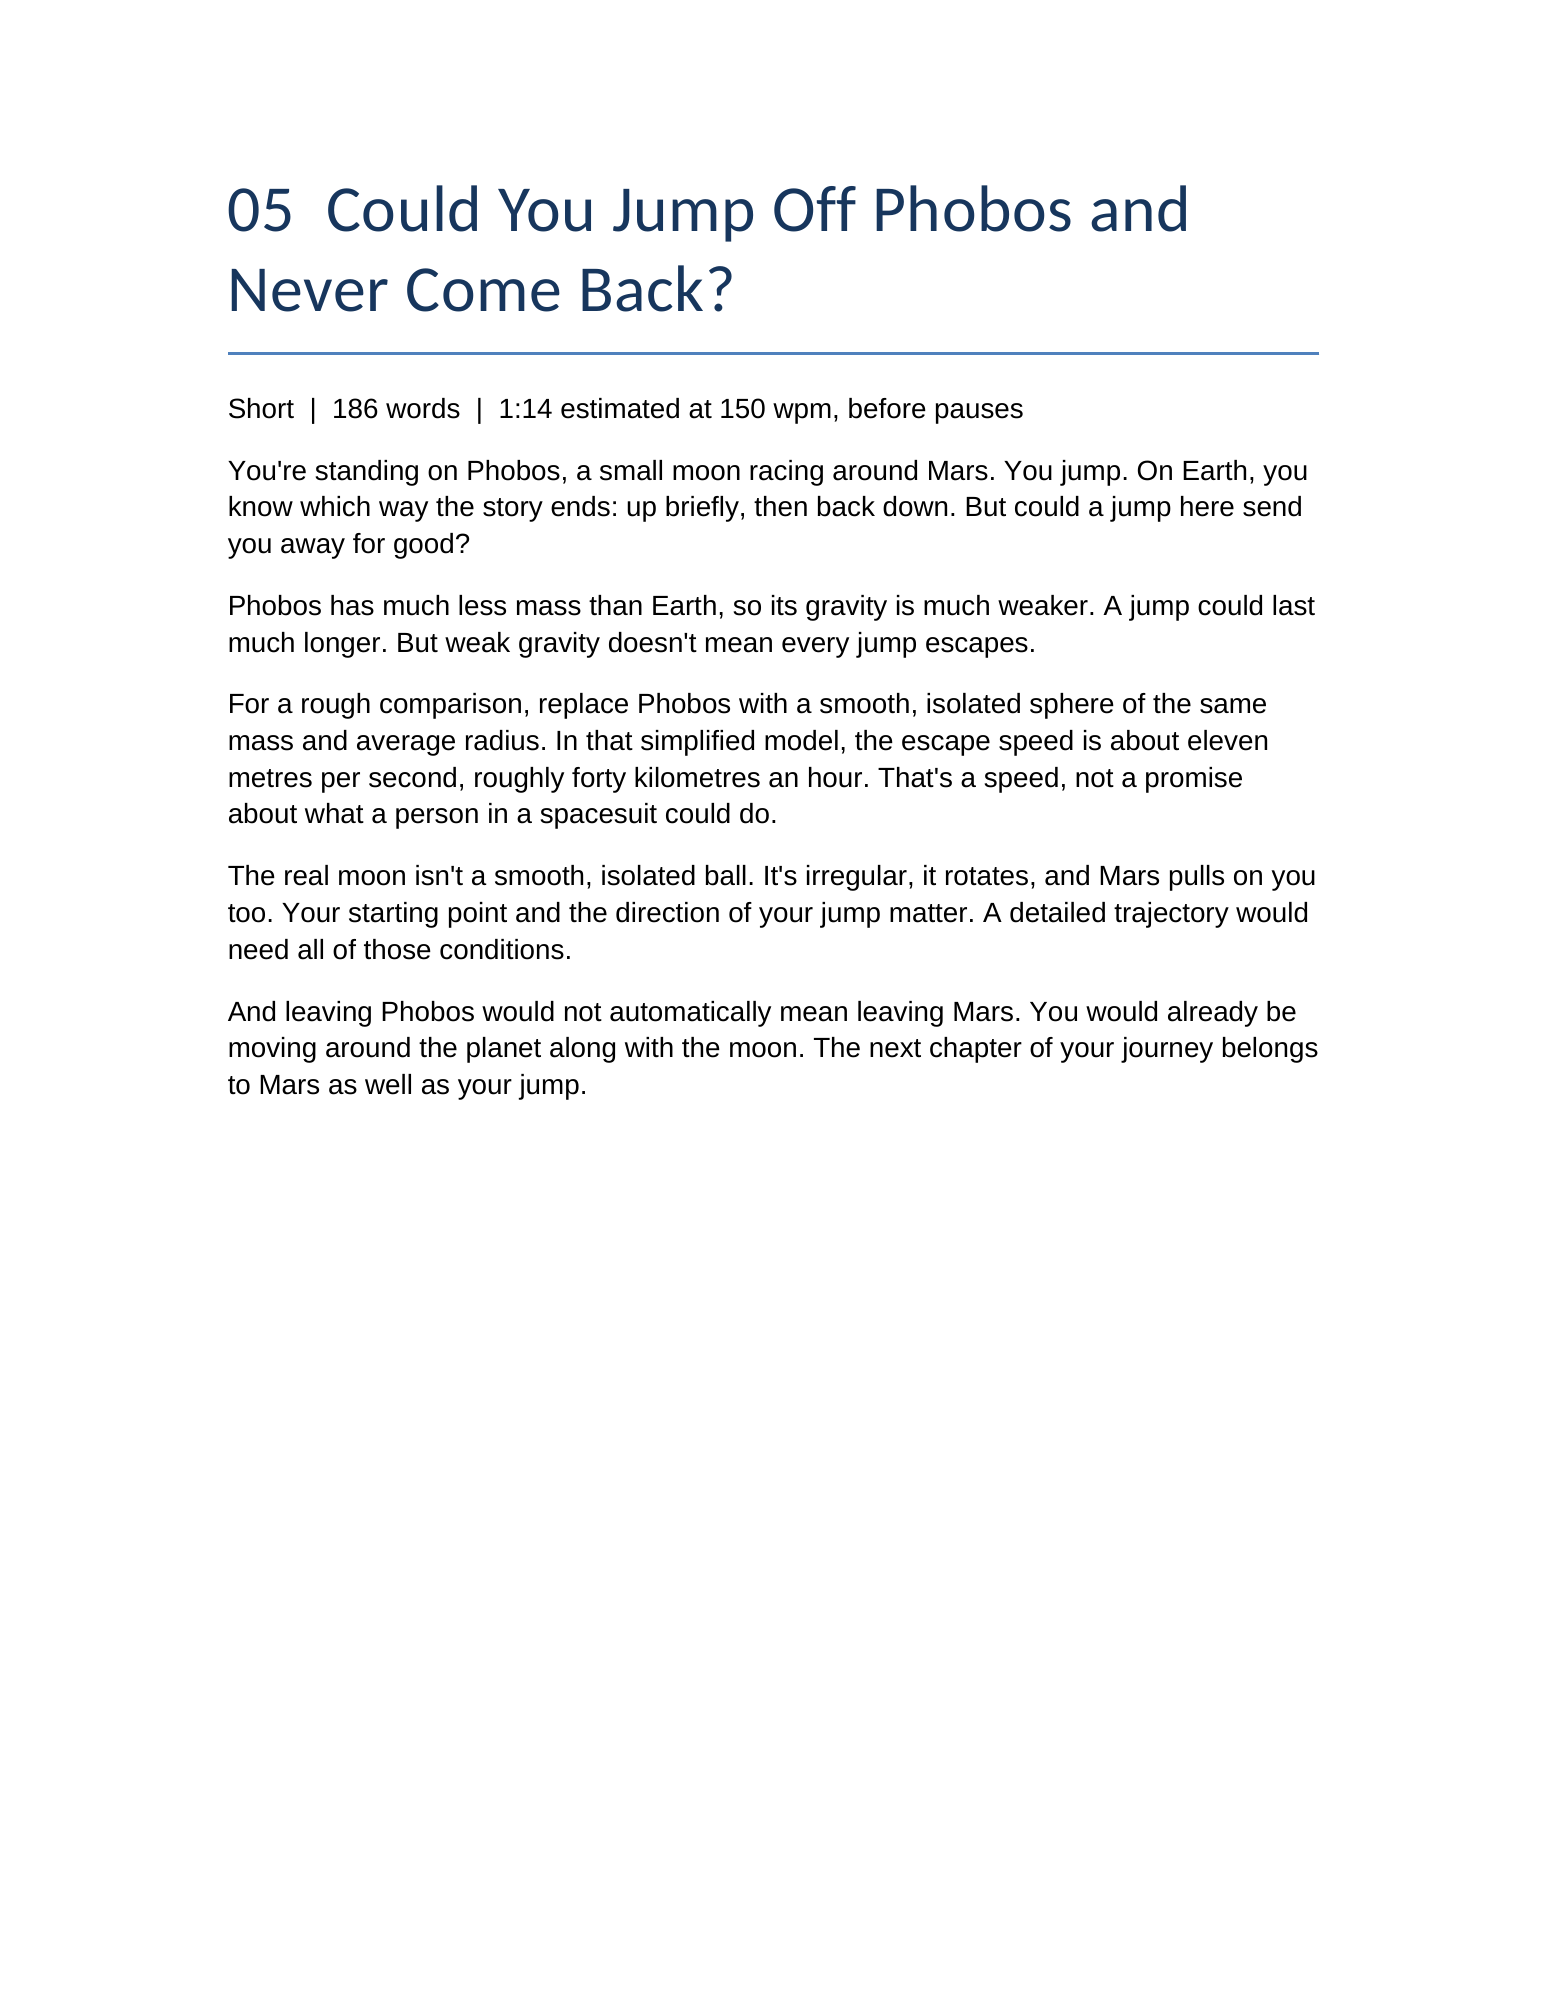 05  Could You Jump Off Phobos and
Never Come Back?
Short  |  186 words  |  1:14 estimated at 150 wpm, before pauses
You're standing on Phobos, a small moon racing around Mars. You jump. On Earth, you
know which way the story ends: up briefly, then back down. But could a jump here send
you away for good?
Phobos has much less mass than Earth, so its gravity is much weaker. A jump could last
much longer. But weak gravity doesn't mean every jump escapes.
For a rough comparison, replace Phobos with a smooth, isolated sphere of the same
mass and average radius. In that simplified model, the escape speed is about eleven
metres per second, roughly forty kilometres an hour. That's a speed, not a promise
about what a person in a spacesuit could do.
The real moon isn't a smooth, isolated ball. It's irregular, it rotates, and Mars pulls on you
too. Your starting point and the direction of your jump matter. A detailed trajectory would
need all of those conditions.
And leaving Phobos would not automatically mean leaving Mars. You would already be
moving around the planet along with the moon. The next chapter of your journey belongs
to Mars as well as your jump.